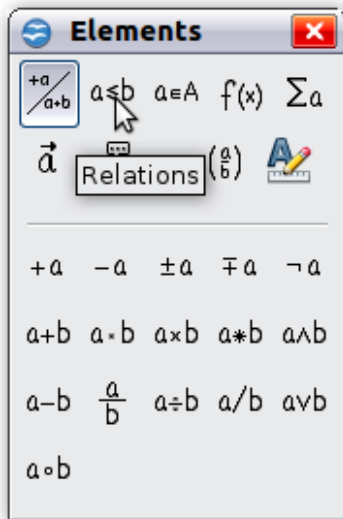 Elements
+a/a+b a≤b a∈A f(x) Σa
a⃗ (a b)
Relations
+a −a ±a ∓a ¬a
a+b a·b a×b a∗b a∧b
a−b a/b a÷b a/b a∨b
a∘b